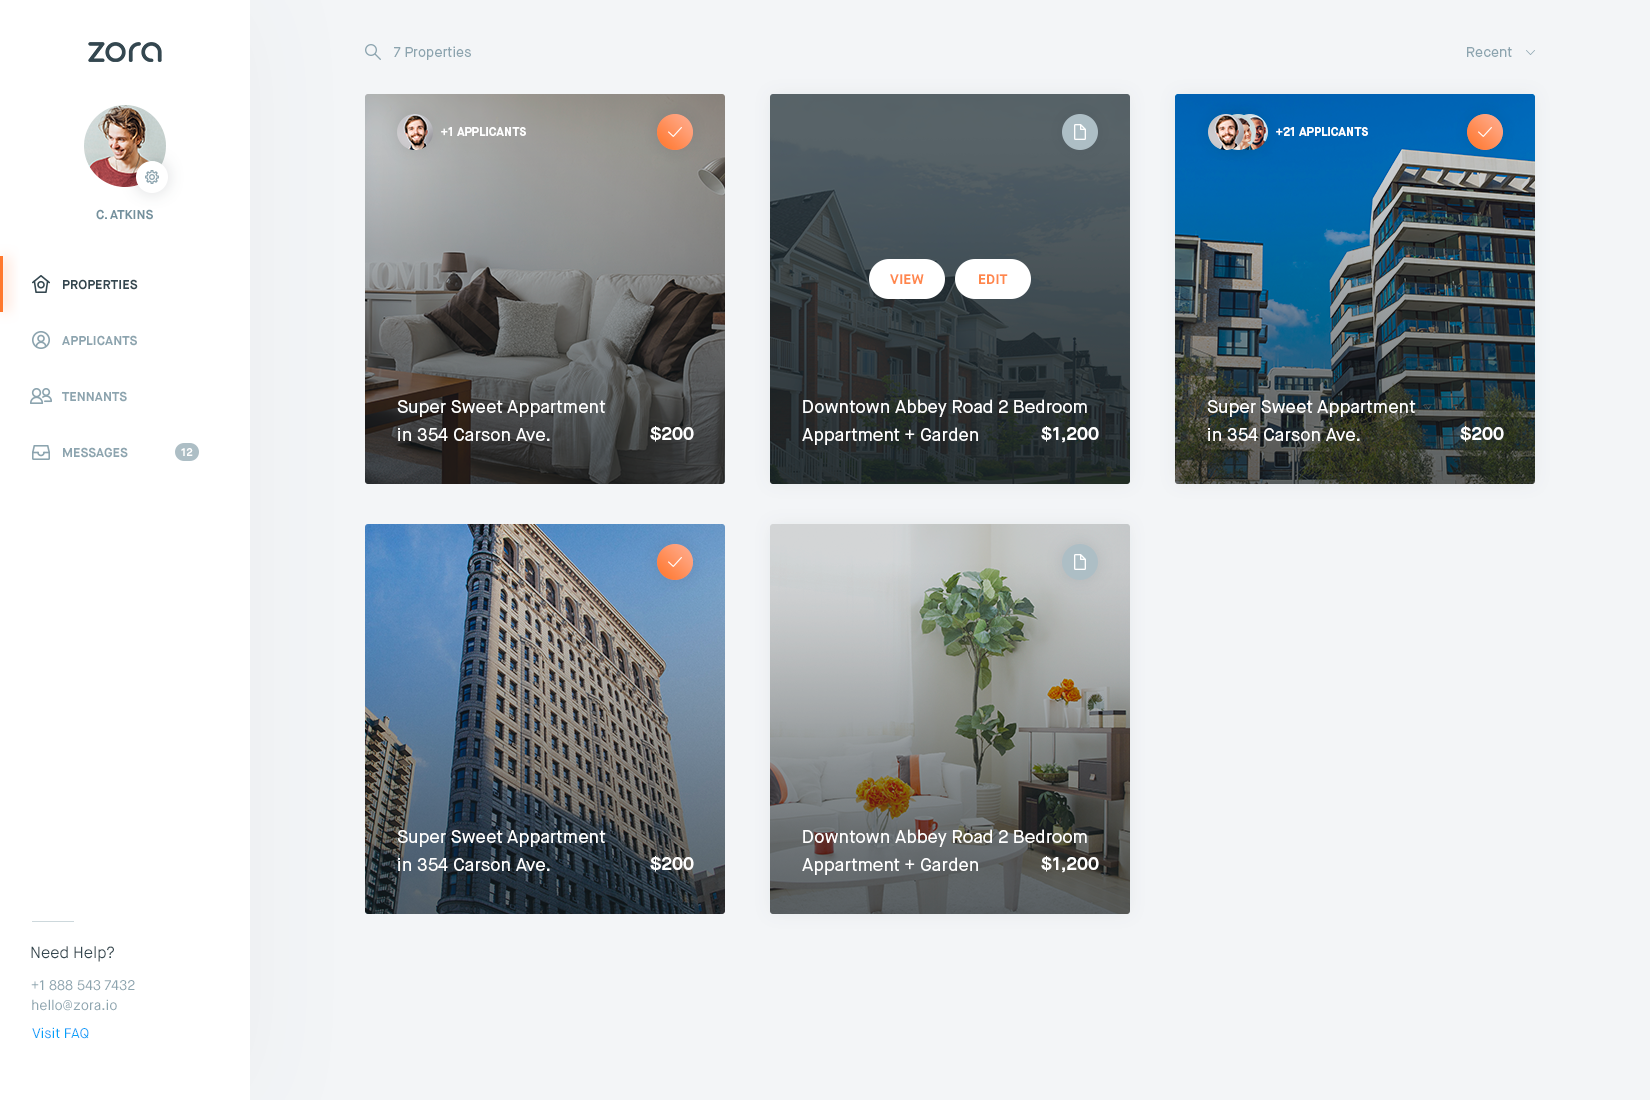 zora
C. ATKINS
PROPERTIES
APPLICANTS
TENNANTS
MESSAGES 12
Need Help?
+1 888 543 7432
hello@zora.io
Visit FAQ
7 Properties
Recent
+1 APPLICANTS
HOME
Super Sweet Appartment
in 354 Carson Ave.
$200
VIEW
EDIT
Downtown Abbey Road 2 Bedroom
Appartment + Garden
$1,200
+21 APPLICANTS
Super Sweet Appartment
in 354 Carson Ave.
$200
Super Sweet Appartment
in 354 Carson Ave.
$200
Downtown Abbey Road 2 Bedroom
Appartment + Garden
$1,200